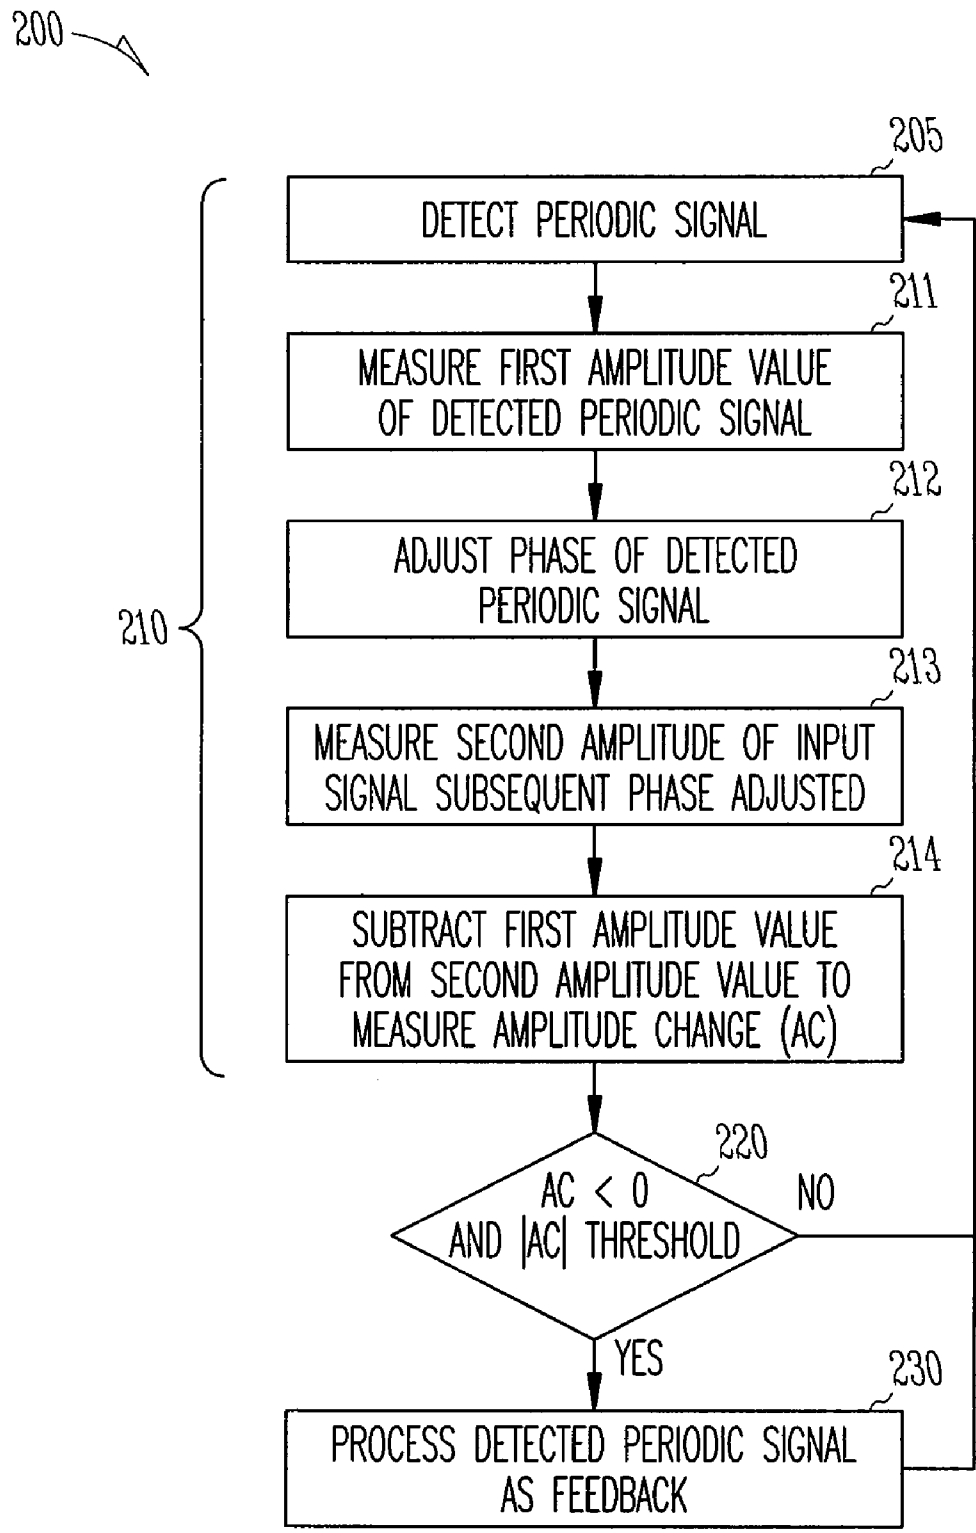 200
205
DETECT PERIODIC SIGNAL
211
MEASURE FIRST AMPLITUDE VALUE
OF DETECTED PERIODIC SIGNAL
212
ADJUST PHASE OF DETECTED
PERIODIC SIGNAL
210
213
MEASURE SECOND AMPLITUDE OF INPUT
SIGNAL SUBSEQUENT PHASE ADJUSTED
214
SUBTRACT FIRST AMPLITUDE VALUE
FROM SECOND AMPLITUDE VALUE TO
MEASURE AMPLITUDE CHANGE (AC)
220
AC < 0
AND |AC| THRESHOLD
NO
YES
230
PROCESS DETECTED PERIODIC SIGNAL
AS FEEDBACK